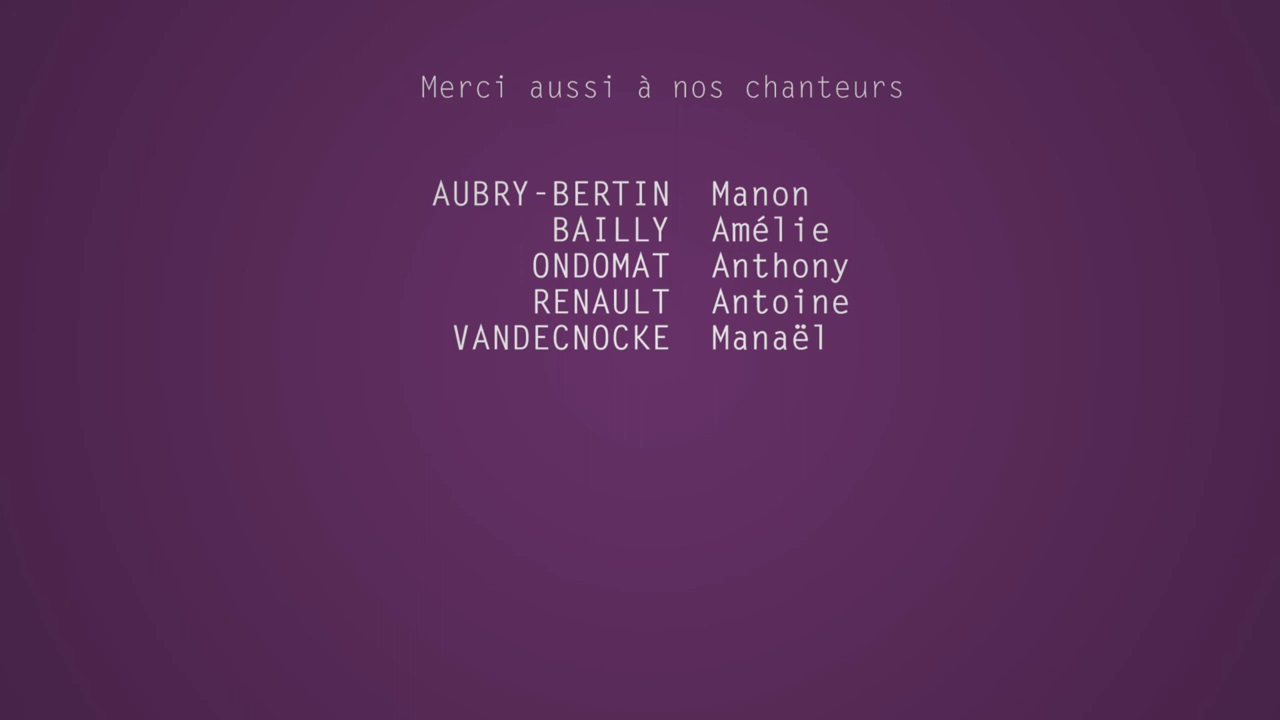 Merci aussi à nos chanteurs
AUBRY-BERTIN Manon
BAILLY Amélie
ONDOMAT Anthony
RENAULT Antoine
VANDECNOCKE Manaël